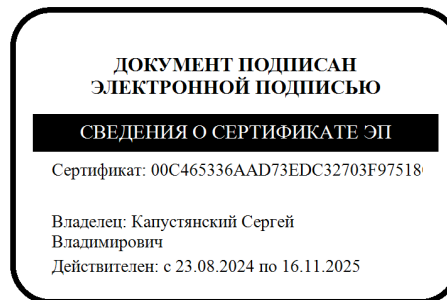 ДОКУМЕНТ ПОДПИСАН
ЭЛЕКТРОННОЙ ПОДПИСЬЮ
СВЕДЕНИЯ О СЕРТИФИКАТЕ ЭП
Сертификат: 00C465336AAD73EDC32703F97518
Владелец: Капустянский Сергей
Владимирович
Действителен: с 23.08.2024 по 16.11.2025